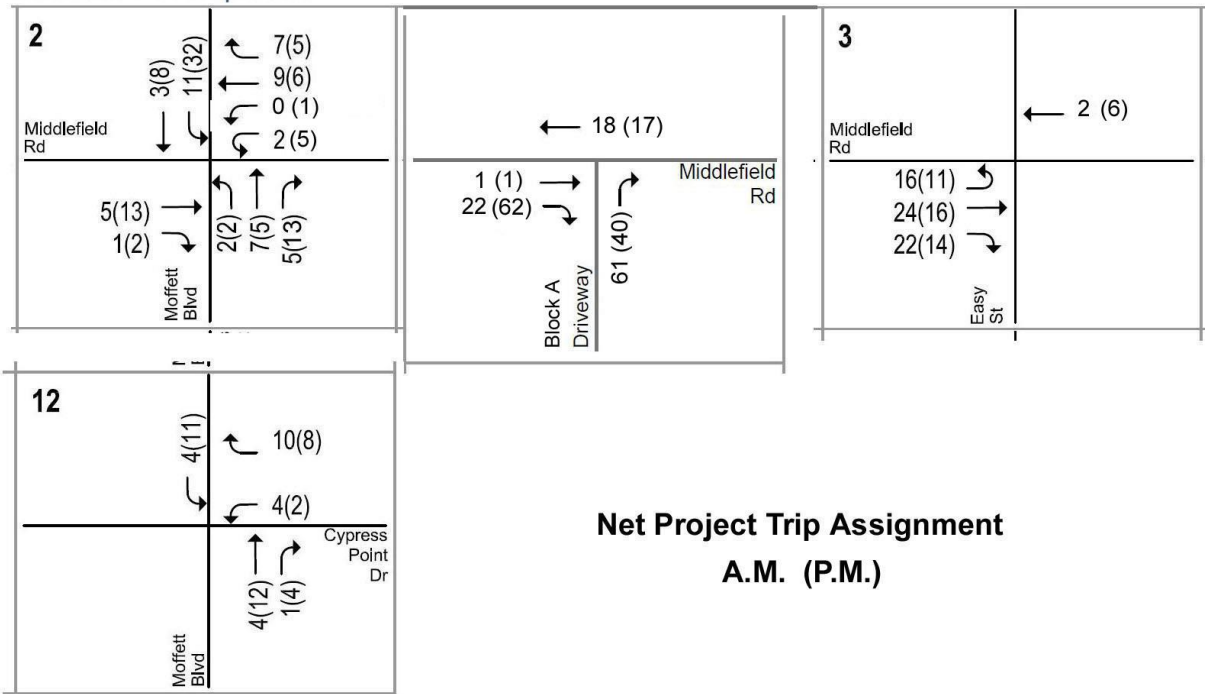 2
3(8)
11(32)
7(5)
9(6)
0 (1)
2 (5)
Middlefield
Rd
5(13)
1(2)
2(2)
7(5)
5(13)
Moffett
Blvd
18 (17)
1 (1)
22 (62)
61 (40)
Middlefield
Rd
Block A
Driveway
3
2 (6)
Middlefield
Rd
16(11)
24(16)
22(14)
Easy
St
12
4(11)
10(8)
4(2)
Cypress
Point
Dr
4(12)
1(4)
Moffett
Blvd
Net Project Trip Assignment
A.M. (P.M.)